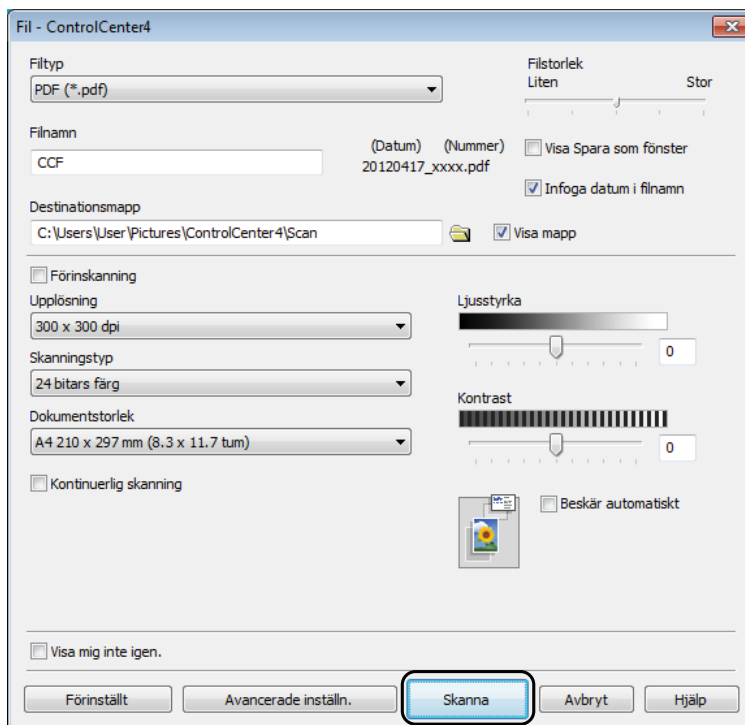 Fil - ControlCenter4
Filtyp
PDF (*.pdf)
Filstorlek
Liten Stor
Filnamn
CCF
(Datum) (Nummer)
20120417_xxxx.pdf
Visa Spara som fönster
Infoga datum i filnamn
Destinationsmapp
C:\Users\User\Pictures\ControlCenter4\Scan
Visa mapp
Förinskanning
Upplösning
300 x 300 dpi
Skanningstyp
24 bitars färg
Dokumentstorlek
A4 210 x 297 mm (8.3 x 11.7 tum)
Kontinuerlig skanning
Ljusstyrka
0
Kontrast
0
Beskär automatiskt
Visa mig inte igen.
Förinställt Avancerade inställn. Skanna Avbryt Hjälp